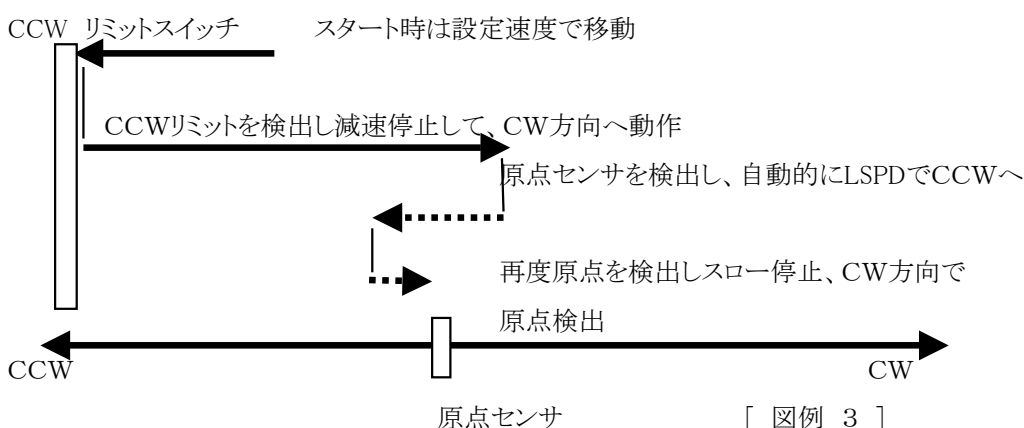 CCW リミットスイッチ スタート時は設定速度で移動
CCWリミットを検出し減速停止して、CW方向へ動作
原点センサを検出し、自動的にLSPDでCCWへ
再度原点を検出しスロー停止、CW方向で
原点検出
CCW CW
原点センサ [ 図例 3 ]